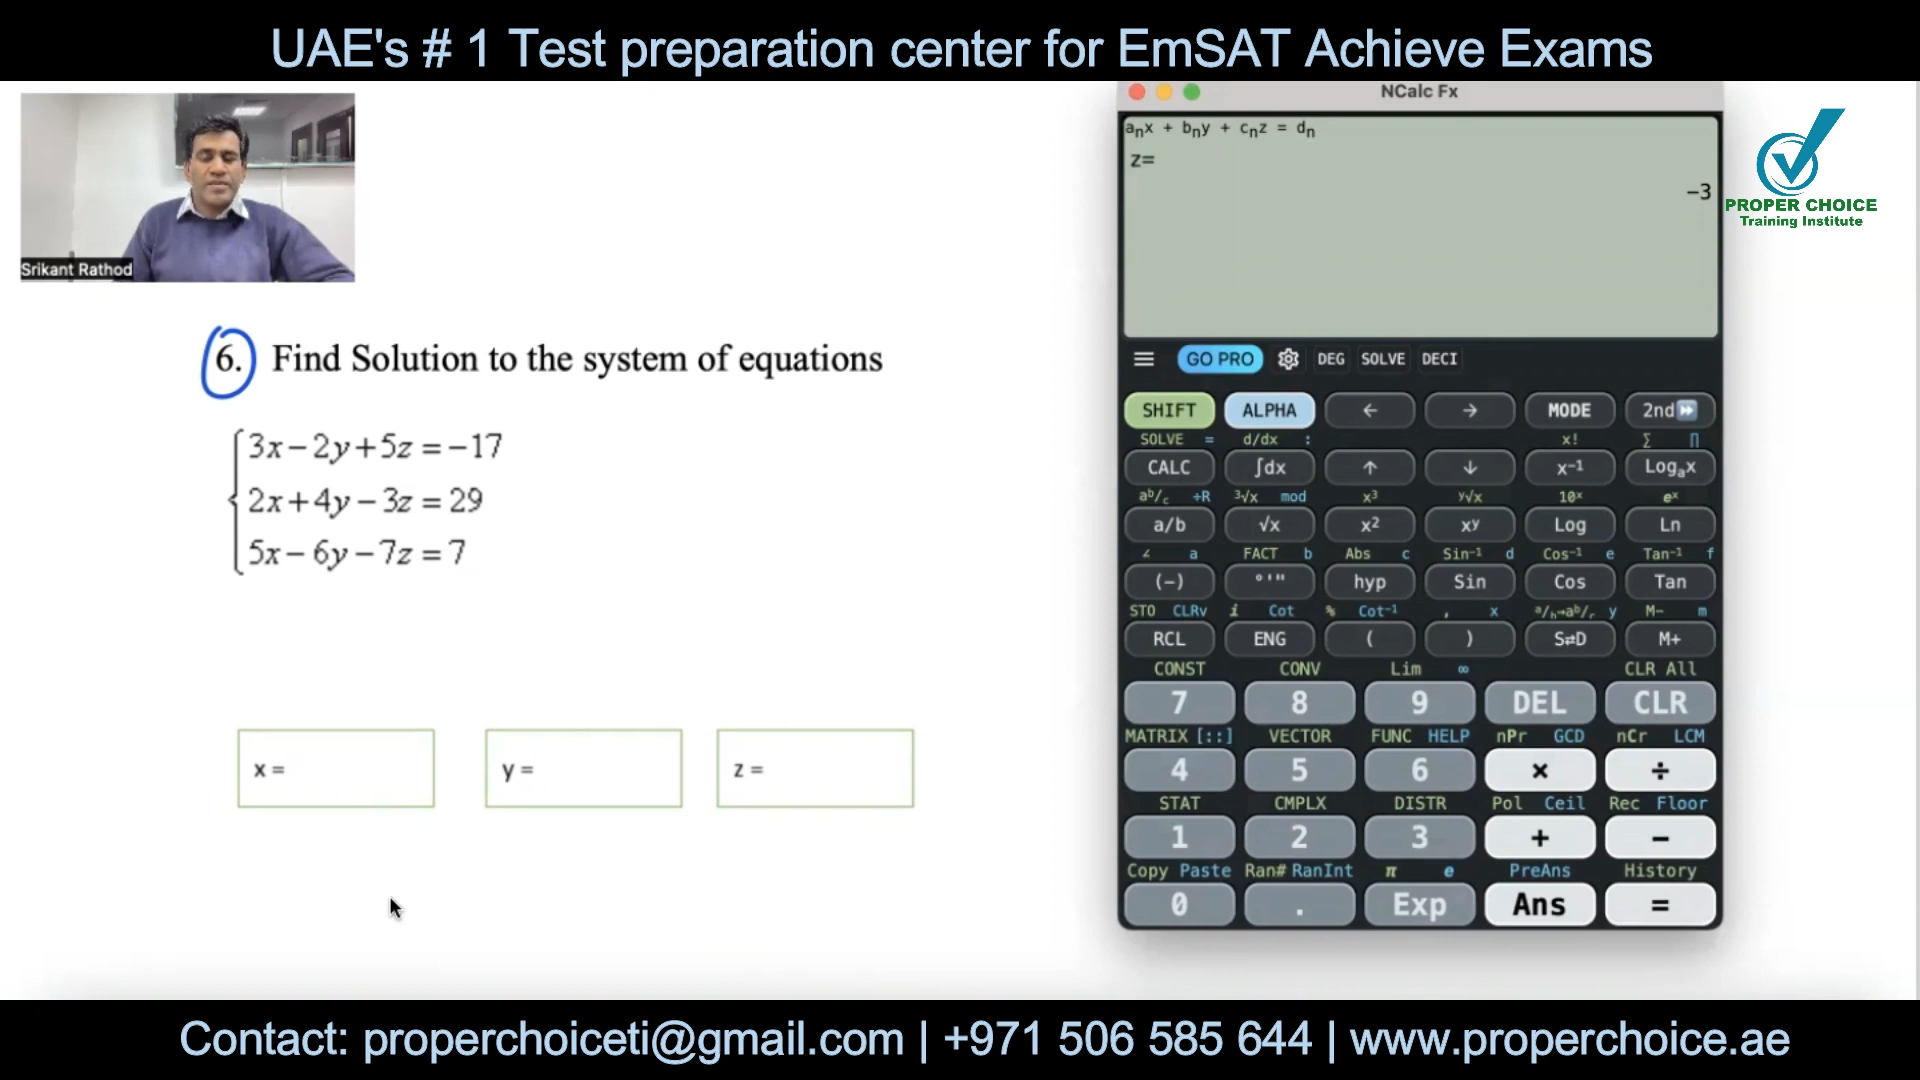 UAE's # 1 Test preparation center for EmSAT Achieve Exams
Srikant Rathod
NCalc Fx
aₙx + bₙy + cₙz = dₙ
z=
-3
PROPER CHOICE
Training Institute
6. Find Solution to the system of equations
3x−2y+5z=−17
2x+4y−3z=29
5x−6y−7z=7
x =
y =
z =
GO PRO DEG SOLVE DECI
SHIFT ALPHA ← → MODE 2nd
SOLVE = d/dx : x! ∑ ∏
CALC ∫dx ↑ ↓ x⁻¹ Logₐx
aᵇ/c ÷R ³√x mod x³ ʸ√x 10ˣ eˣ
a/b √x x² xʸ Log Ln
∠ a FACT b Abs c Sin⁻¹ d Cos⁻¹ e Tan⁻¹ f
(−) °'" hyp Sin Cos Tan
STO CLRv i Cot % Cot⁻¹ , x y M− m
RCL ENG ( ) S⇄D M+
CONST CONV Lim ∞ CLR All
7 8 9 DEL CLR
MATRIX [::] VECTOR FUNC HELP nPr GCD nCr LCM
4 5 6 × ÷
STAT CMPLX DISTR Pol Ceil Rec Floor
1 2 3 + −
Copy Paste Ran# RanInt π e PreAns History
0 . Exp Ans =
Contact: properchoiceti@gmail.com | +971 506 585 644 | www.properchoice.ae